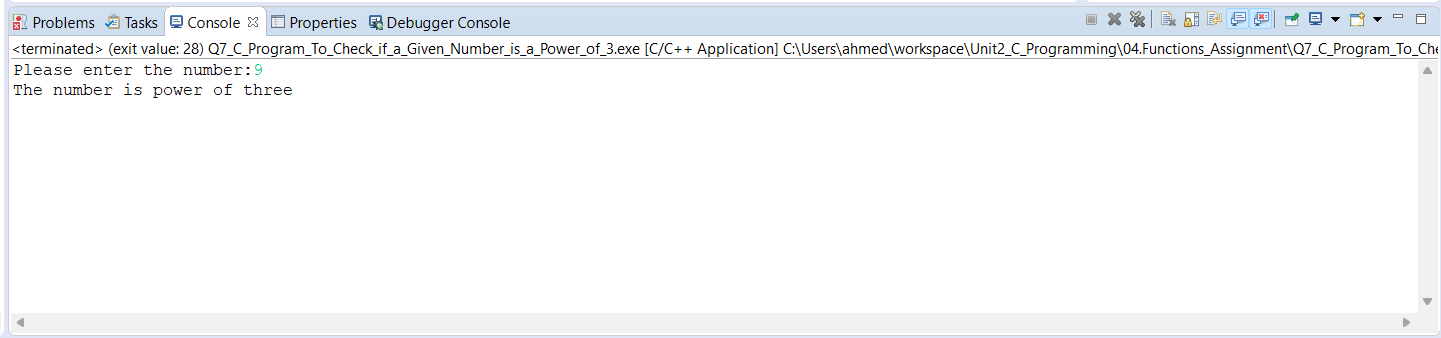 Problems Tasks Console Properties Debugger Console
<terminated> (exit value: 28) Q7_C_Program_To_Check_if_a_Given_Number_is_a_Power_of_3.exe [C/C++ Application] C:\Users\ahmed\workspace\Unit2_C_Programming\04.Functions_Assignment\Q7_C_Program_To_Che
Please enter the number:9
The number is power of three